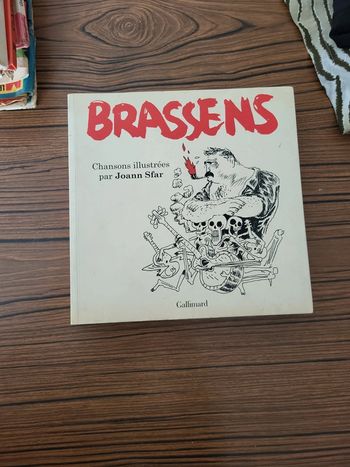 BRASSENS
Chansons illustrées
par Joann Sfar
Gallimard